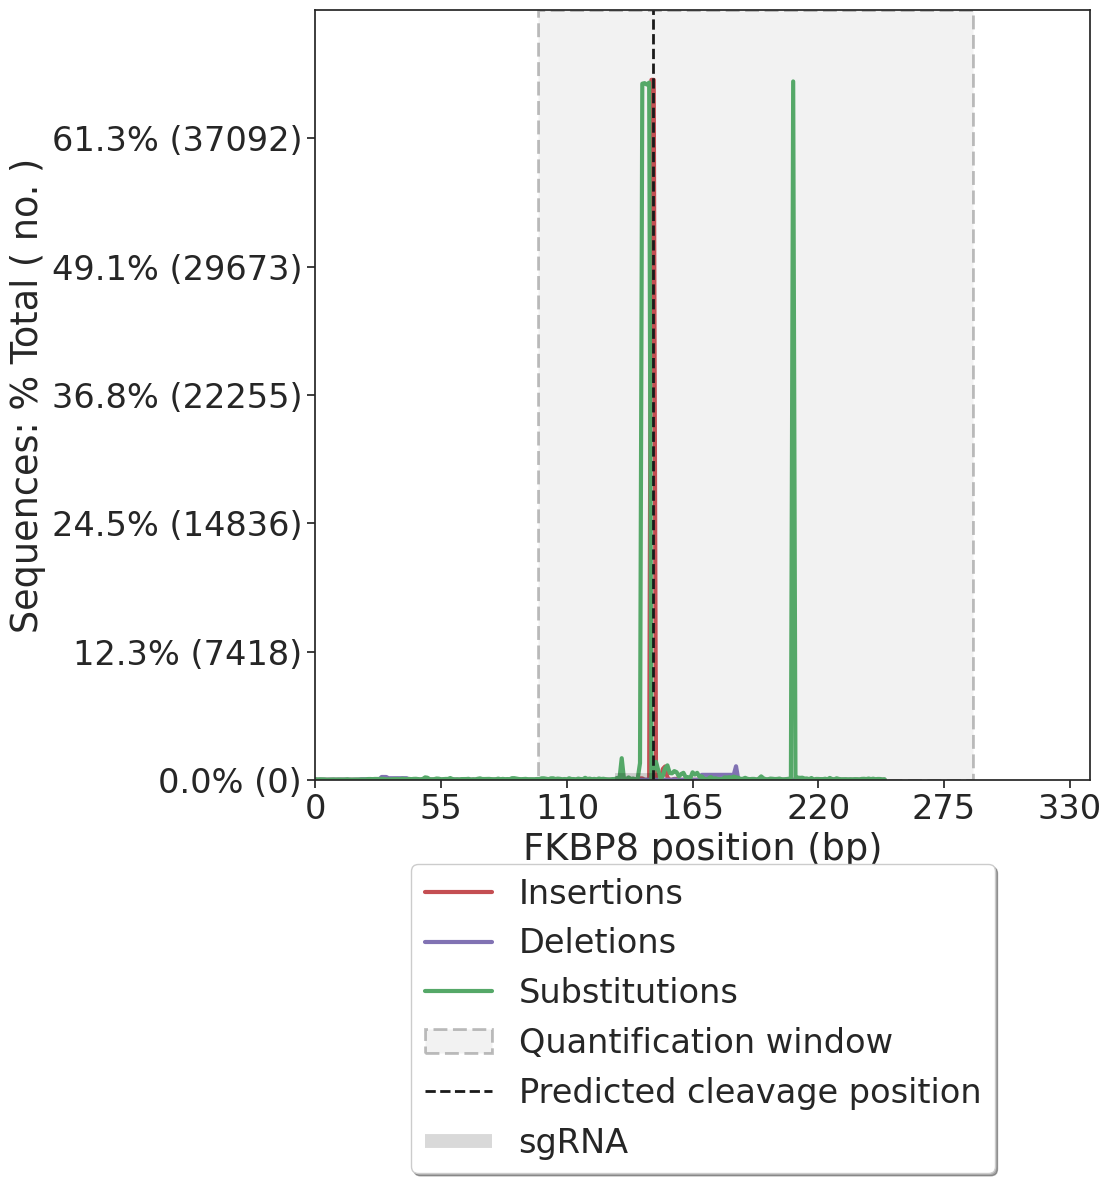 Sequences: % Total ( no. )
61.3% (37092)
49.1% (29673)
36.8% (22255)
24.5% (14836)
12.3% (7418)
0.0% (0)
0 55 110 165 220 275 330
FKBP8 position (bp)
Insertions
Deletions
Substitutions
Quantification window
Predicted cleavage position
sgRNA